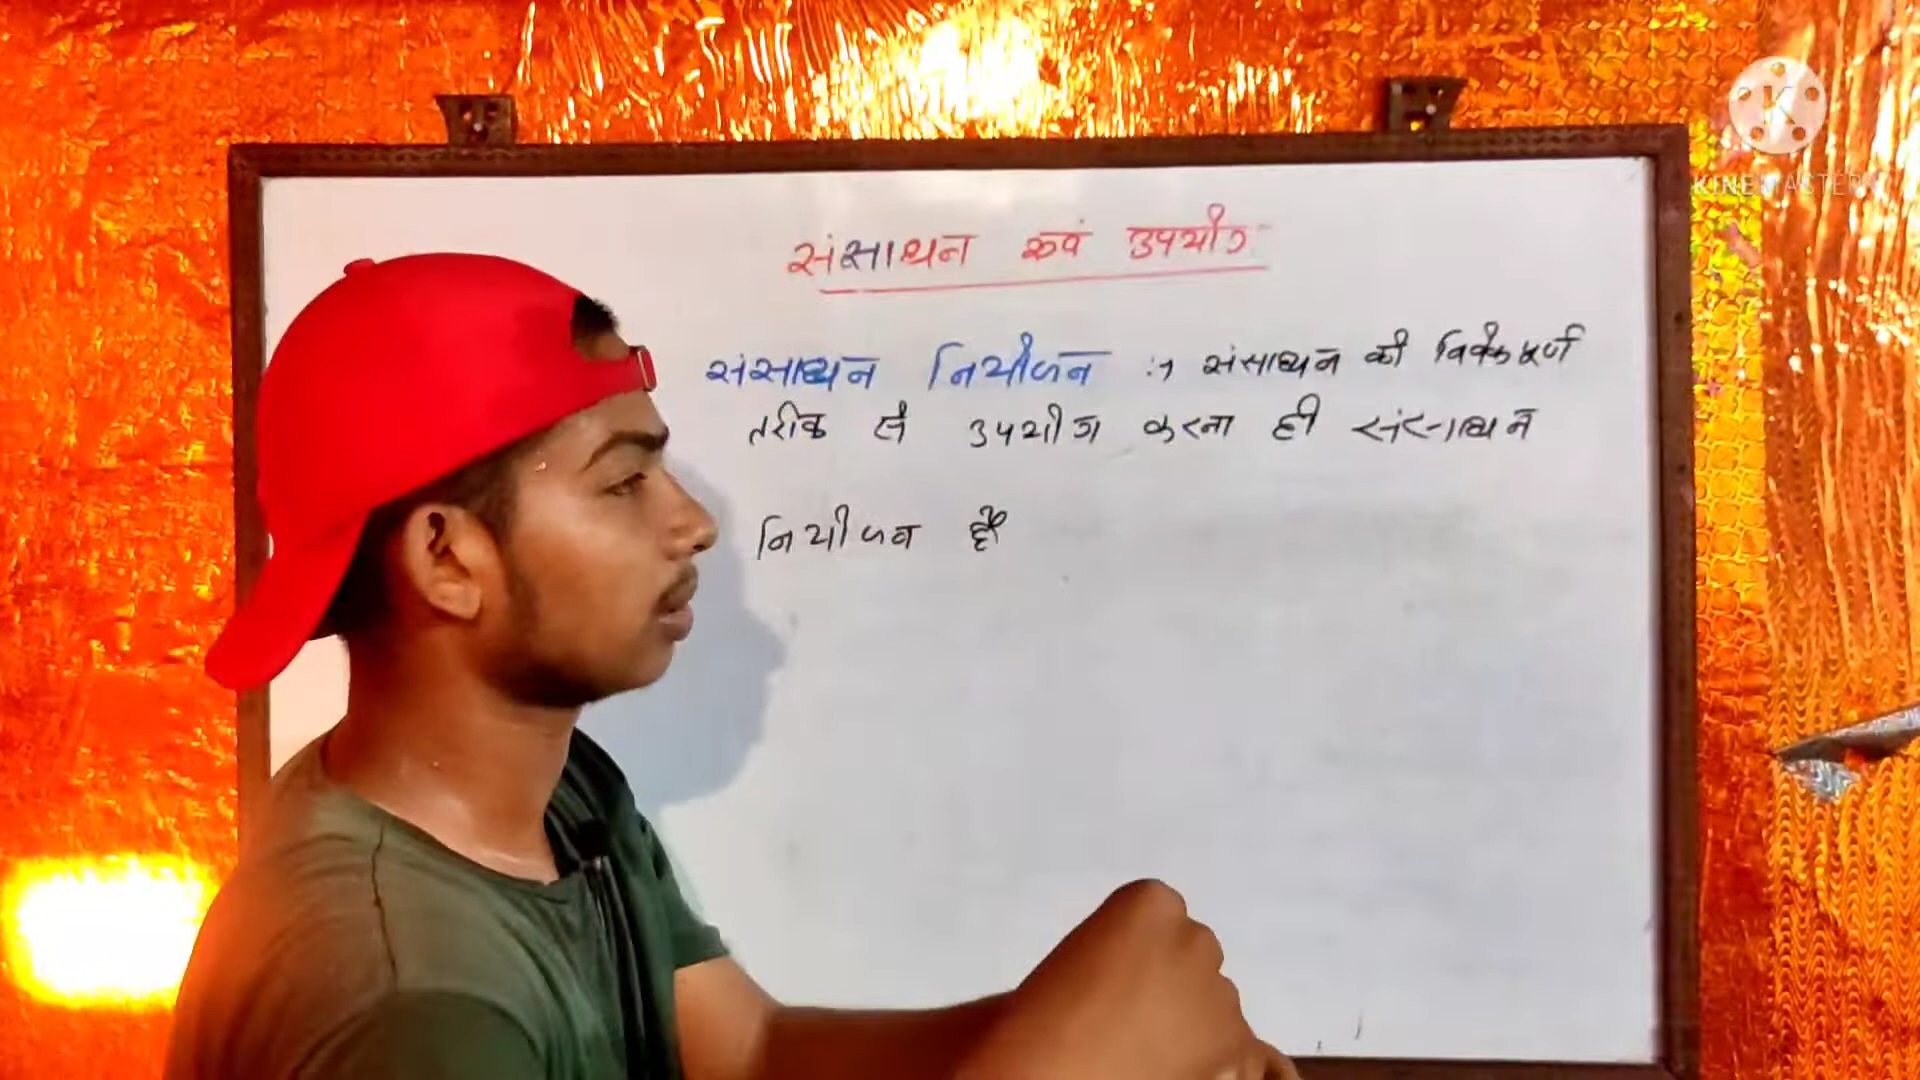 संसाधन एवं उपयोग
संसाधन नियोजन :→ संसाधन को विवेकपूर्ण
तरीके से उपयोग करना ही संसाधन
नियोजन है
K
KINEMASTER